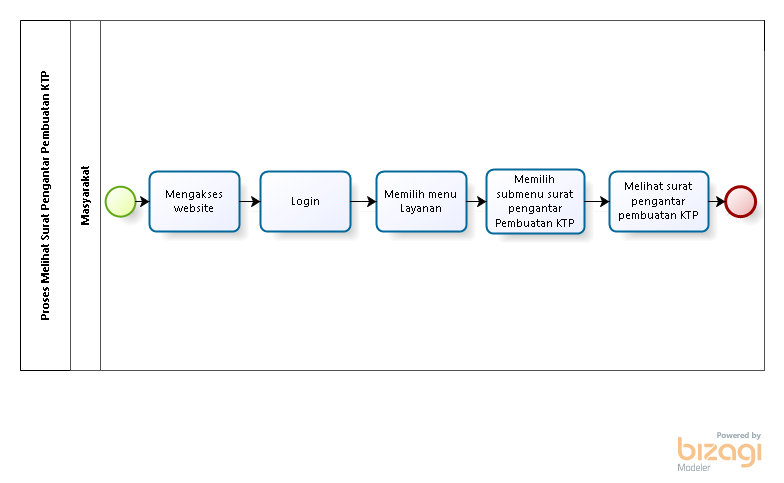 Proses Melihat Surat Pengantar Pembuatan KTP
Masyarakat
Mengakses
website
Login
Memilih menu
Layanan
Memilih
submenu surat
pengantar
Pembuatan KTP
Melihat surat
pengantar
pembuatan KTP
Powered by
bizagi
Modeler